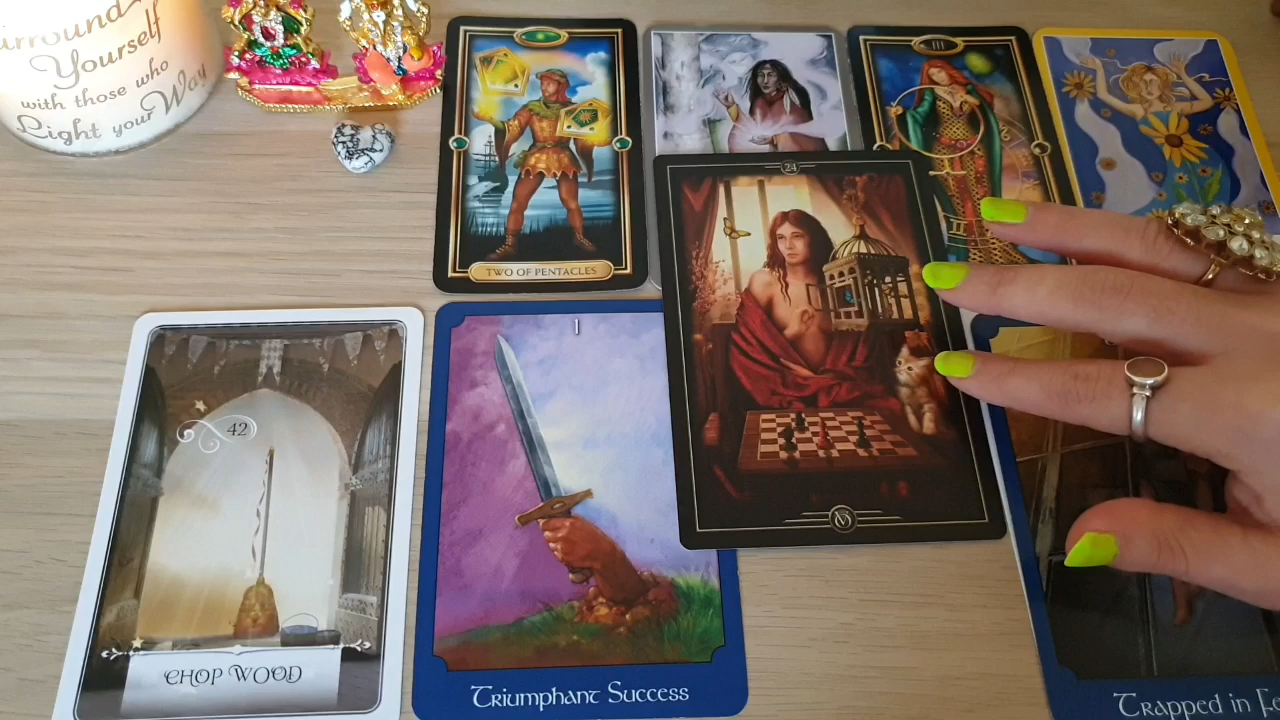 Surround
Yourself
with those who
Light your Way
TWO OF PENTACLES
III
24
42
CHOP WOOD
I
Triumphant Success
Trapped in